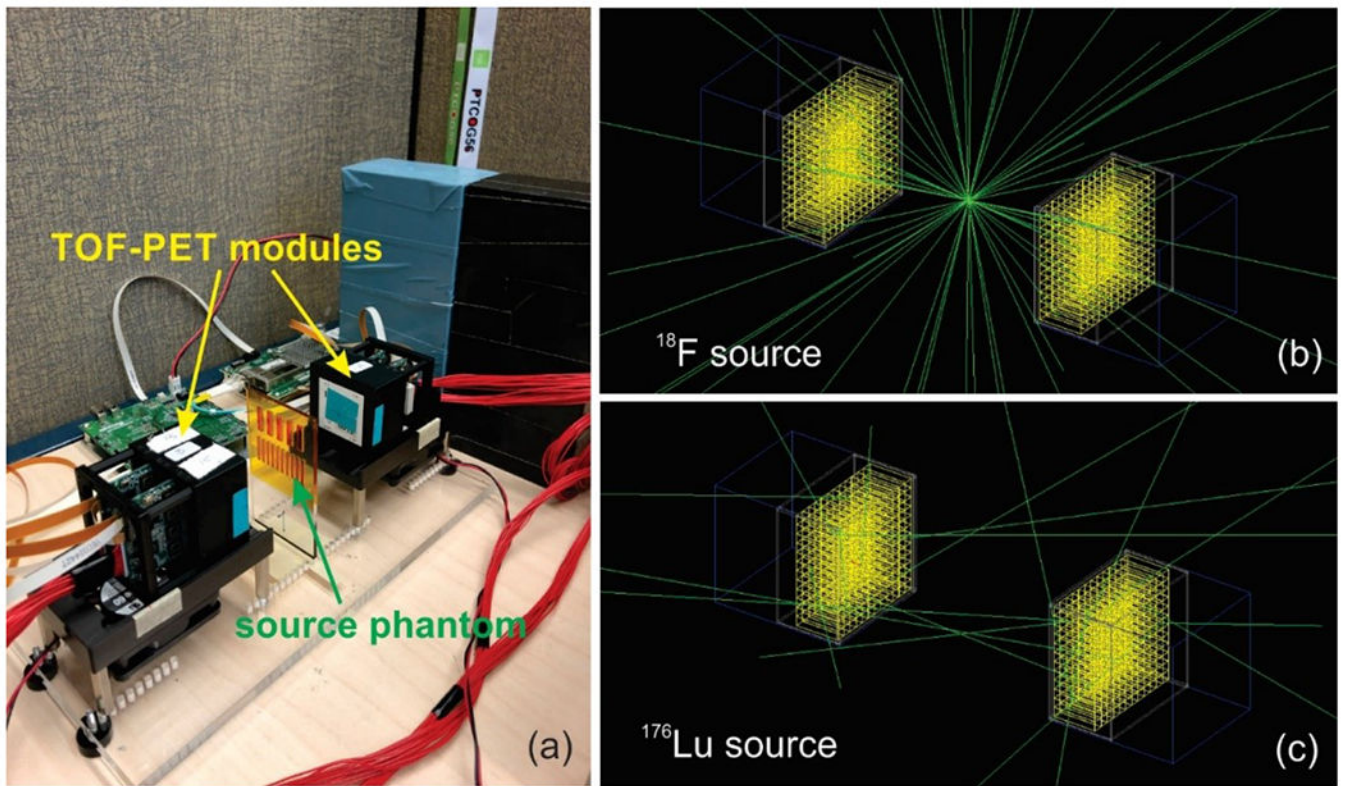 PTCOG56
TOF-PET modules
source phantom
(a)
¹⁸F source
(b)
¹⁷⁶Lu source
(c)